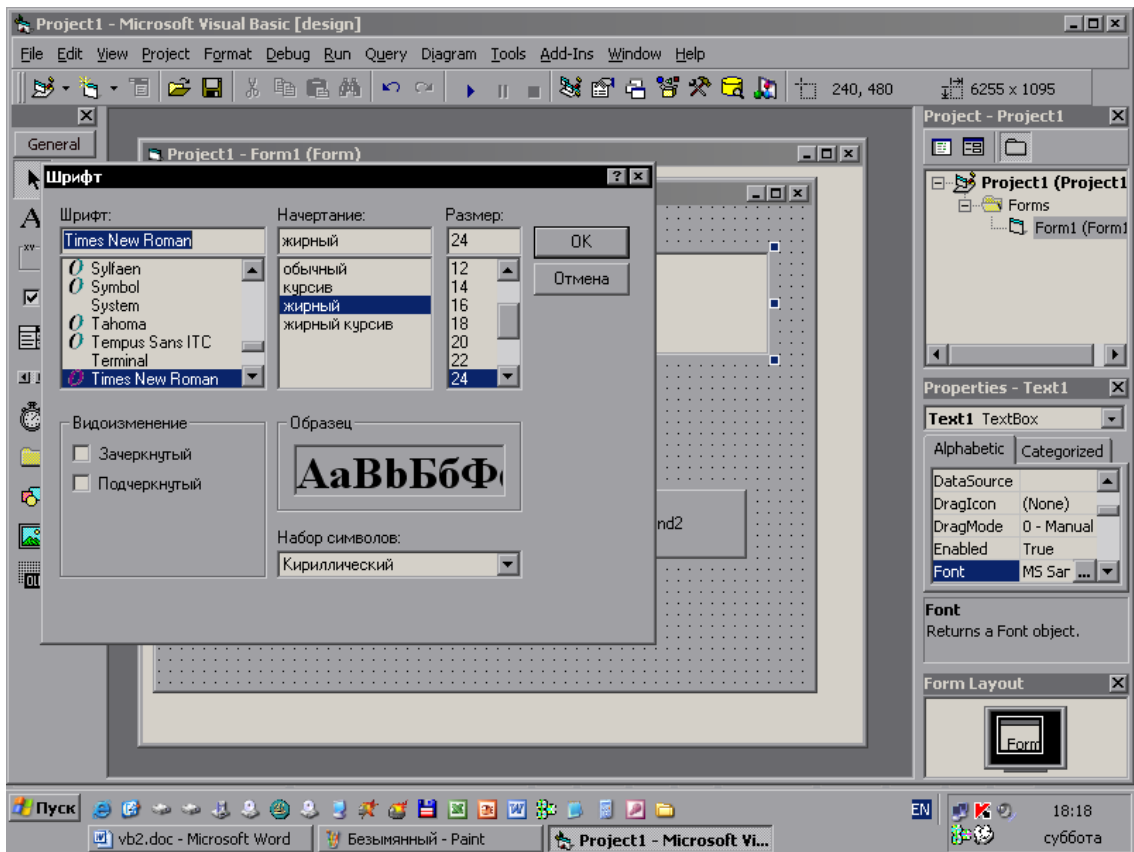 Project1 - Microsoft Visual Basic [design]
File Edit View Project Format Debug Run Query Diagram Tools Add-Ins Window Help
240, 480 6255 x 1095
General
Project1 - Form1 (Form)
Шрифт
Шрифт: Начертание: Размер:
Times New Roman жирный 24
OK
Отмена
Sylfaen
Symbol
System
Tahoma
Tempus Sans ITC
Terminal
Times New Roman
обычный
курсив
жирный
жирный курсив
12
14
16
18
20
22
24
Видоизменение
Зачеркнутый
Подчеркнутый
Образец
АаВbБбФ
Набор символов:
Кириллический
nd2
Project - Project1
Project1 (Project1
Forms
Form1 (Form1
Properties - Text1
Text1 TextBox
Alphabetic Categorized
DataSource
DragIcon (None)
DragMode 0 - Manual
Enabled True
Font MS Sar ...
Font
Returns a Font object.
Form Layout
Form
Пуск
EN 18:18
vb2.doc - Microsoft Word Безымянный - Paint Project1 - Microsoft Vi... суббота